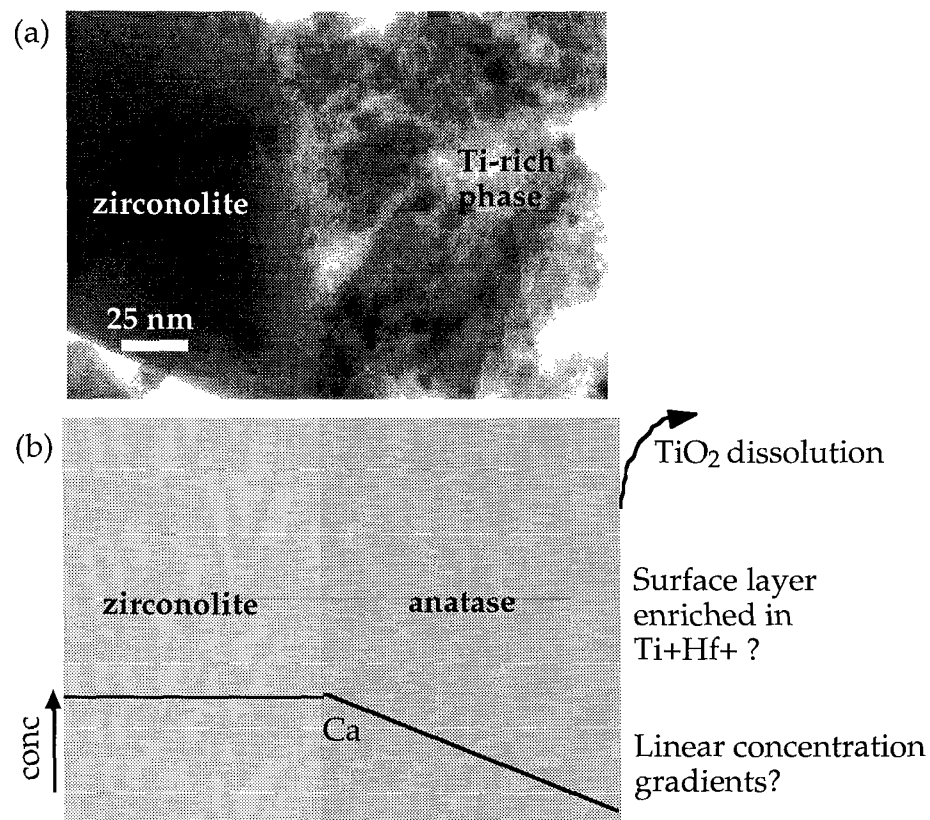 (a)
zirconolite
Ti-rich
phase
25 nm
(b)
TiO₂ dissolution
zirconolite
anatase
Surface layer
enriched in
Ti+Hf+ ?
conc
Ca
Linear concentration
gradients?